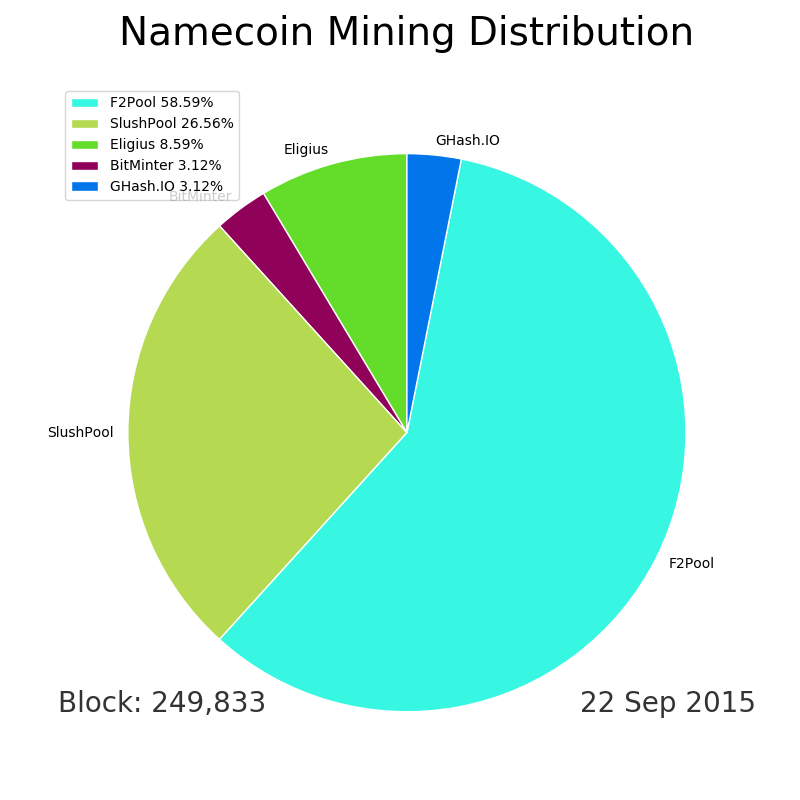 Namecoin Mining Distribution
F2Pool 58.59%
SlushPool 26.56%
Eligius 8.59%
BitMinter 3.12%
GHash.IO 3.12%
GHash.IO
Eligius
BitMinter
SlushPool
F2Pool
Block: 249,833
22 Sep 2015